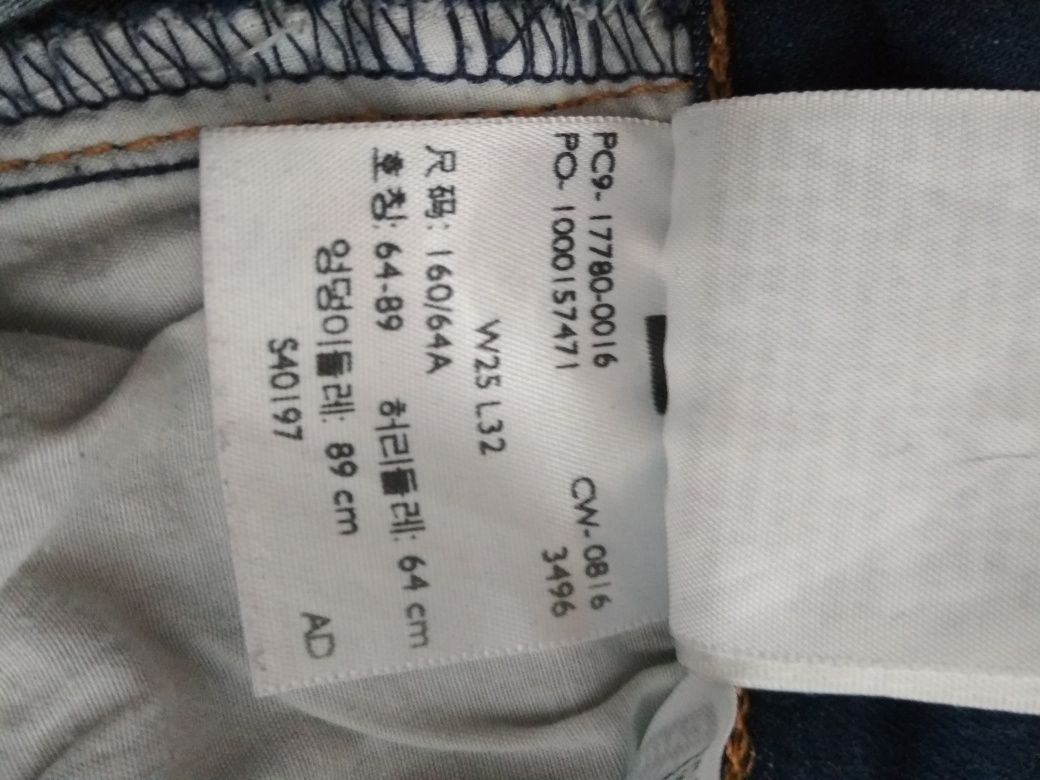 PC9-17780-0016 CW-0816
PO-1000157471 3496
W25 L32
尺码: 160/64A
호칭: 64-89 허리둘레: 64 cm
엉덩이둘레: 89 cm
S40197 AD